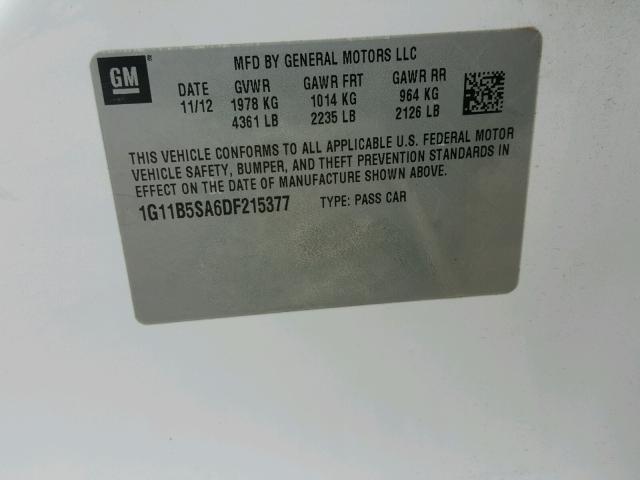 GM
MFD BY GENERAL MOTORS LLC
DATE GVWR GAWR FRT GAWR RR
11/12 1978 KG 1014 KG 964 KG
4361 LB 2235 LB 2126 LB
THIS VEHICLE CONFORMS TO ALL APPLICABLE U.S. FEDERAL MOTOR
VEHICLE SAFETY, BUMPER, AND THEFT PREVENTION STANDARDS IN
EFFECT ON THE DATE OF MANUFACTURE SHOWN ABOVE.
1G11B5SA6DF215377 TYPE: PASS CAR